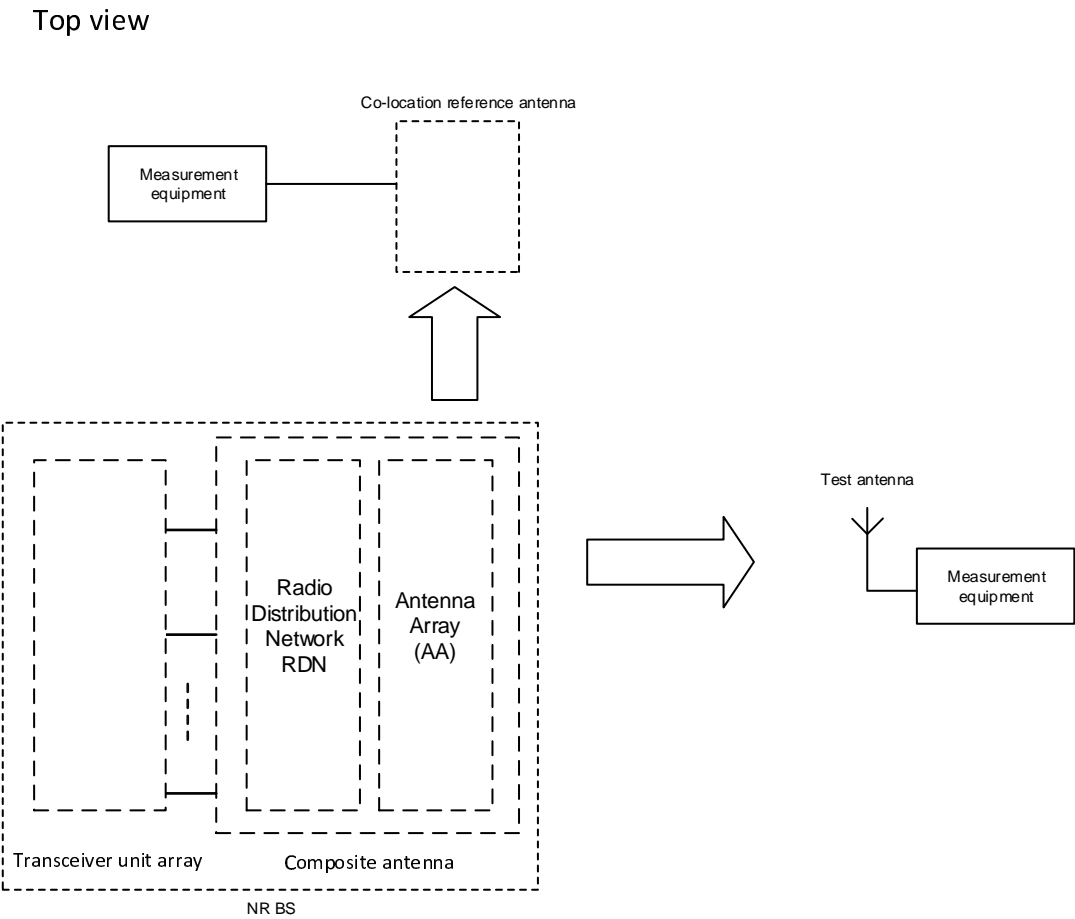 Top view
Co-location reference antenna
Measurement
equipment
Test antenna
Measurement
equipment
Radio
Distribution
Network
RDN
Antenna
Array
(AA)
Transceiver unit array
Composite antenna
NR BS